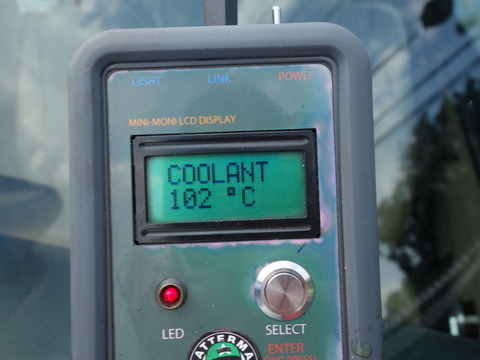 LIGHT LINK POWER
MINI-MONI LCD DISPLAY
COOLANT
102 °C
LED SELECT
ENTER